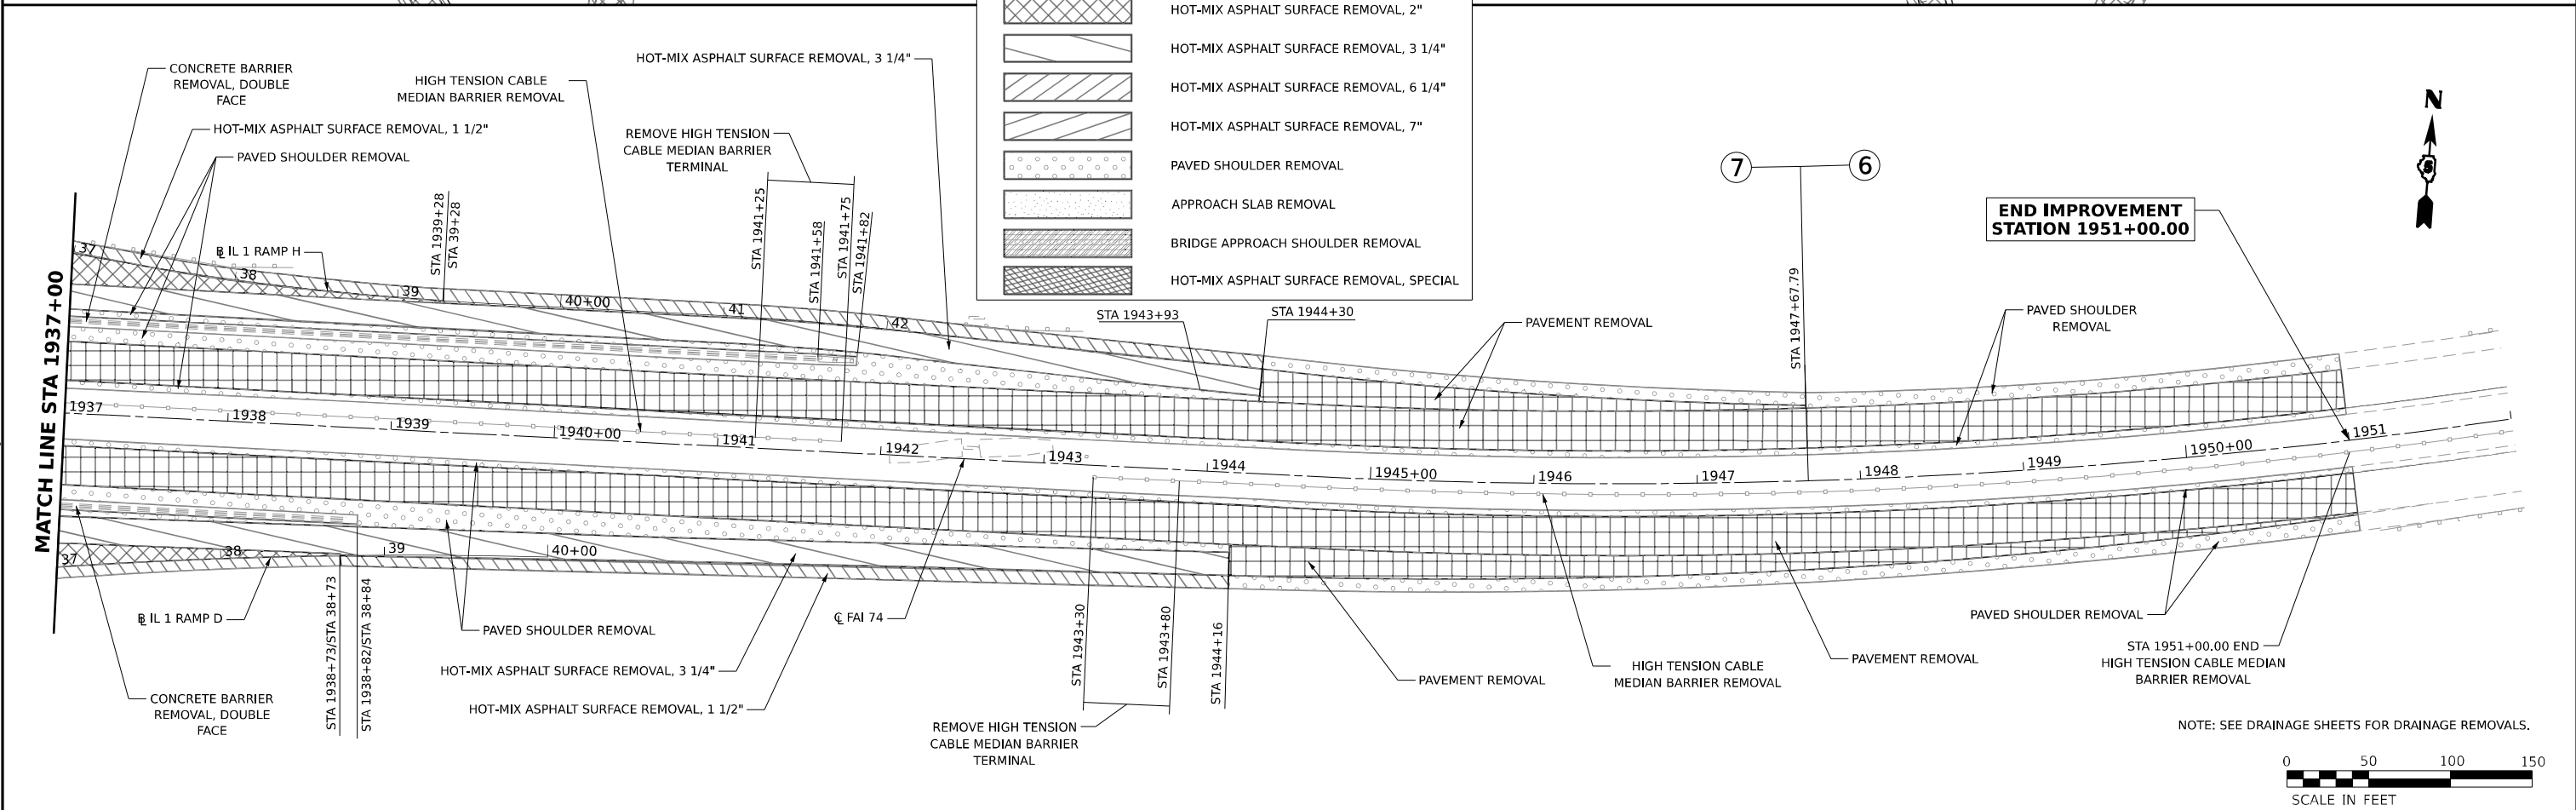 HOT-MIX ASPHALT SURFACE REMOVAL, 2"
HOT-MIX ASPHALT SURFACE REMOVAL, 3 1/4"
HOT-MIX ASPHALT SURFACE REMOVAL, 6 1/4"
HOT-MIX ASPHALT SURFACE REMOVAL, 7"
PAVED SHOULDER REMOVAL
APPROACH SLAB REMOVAL
BRIDGE APPROACH SHOULDER REMOVAL
HOT-MIX ASPHALT SURFACE REMOVAL, SPECIAL
CONCRETE BARRIER
REMOVAL, DOUBLE
FACE
HOT-MIX ASPHALT SURFACE REMOVAL, 1 1/2"
PAVED SHOULDER REMOVAL
HIGH TENSION CABLE
MEDIAN BARRIER REMOVAL
HOT-MIX ASPHALT SURFACE REMOVAL, 3 1/4"
REMOVE HIGH TENSION
CABLE MEDIAN BARRIER
TERMINAL
℄ IL 1 RAMP H
STA 1939+28
STA 39+28
STA 1941+25
STA 1941+58
STA 1941+75
STA 1941+82
STA 1943+93
STA 1944+30
PAVEMENT REMOVAL
7
6
STA 1947+67.79
N
END IMPROVEMENT
STATION 1951+00.00
PAVED SHOULDER
REMOVAL
MATCH LINE STA 1937+00
37
38
39
40+00
41
42
1937
1938
1939
1940+00
1941
1942
1943
1944
1945+00
1946
1947
1948
1949
1950+00
1951
37
38
39
40+00
℄ IL 1 RAMP D
CONCRETE BARRIER
REMOVAL, DOUBLE
FACE
STA 1938+73/STA 38+73
STA 1938+82/STA 38+84
PAVED SHOULDER REMOVAL
HOT-MIX ASPHALT SURFACE REMOVAL, 3 1/4"
HOT-MIX ASPHALT SURFACE REMOVAL, 1 1/2"
℄ FAI 74
STA 1943+30
STA 1943+80
STA 1944+16
REMOVE HIGH TENSION
CABLE MEDIAN BARRIER
TERMINAL
PAVEMENT REMOVAL
HIGH TENSION CABLE
MEDIAN BARRIER REMOVAL
PAVEMENT REMOVAL
PAVED SHOULDER REMOVAL
STA 1951+00.00 END
HIGH TENSION CABLE MEDIAN
BARRIER REMOVAL
NOTE: SEE DRAINAGE SHEETS FOR DRAINAGE REMOVALS.
0 50 100 150
SCALE IN FEET